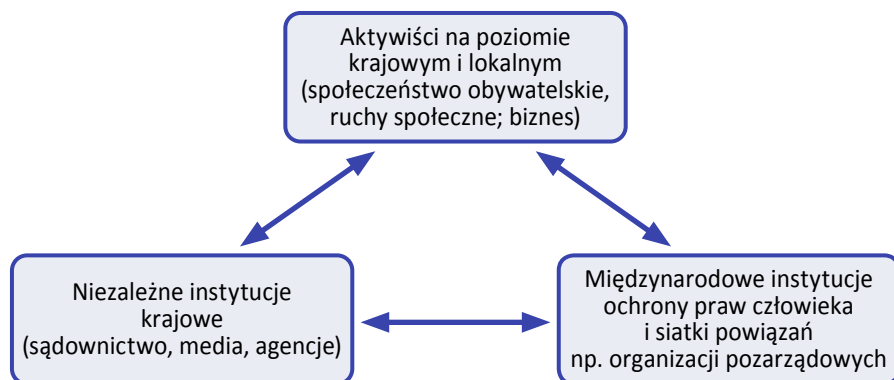 Aktywiści na poziomie
krajowym i lokalnym
(społeczeństwo obywatelskie,
ruchy społeczne; biznes)
Niezależne instytucje
krajowe
(sądownictwo, media, agencje)
Międzynarodowe instytucje
ochrony praw człowieka
i siatki powiązań
np. organizacji pozarządowych